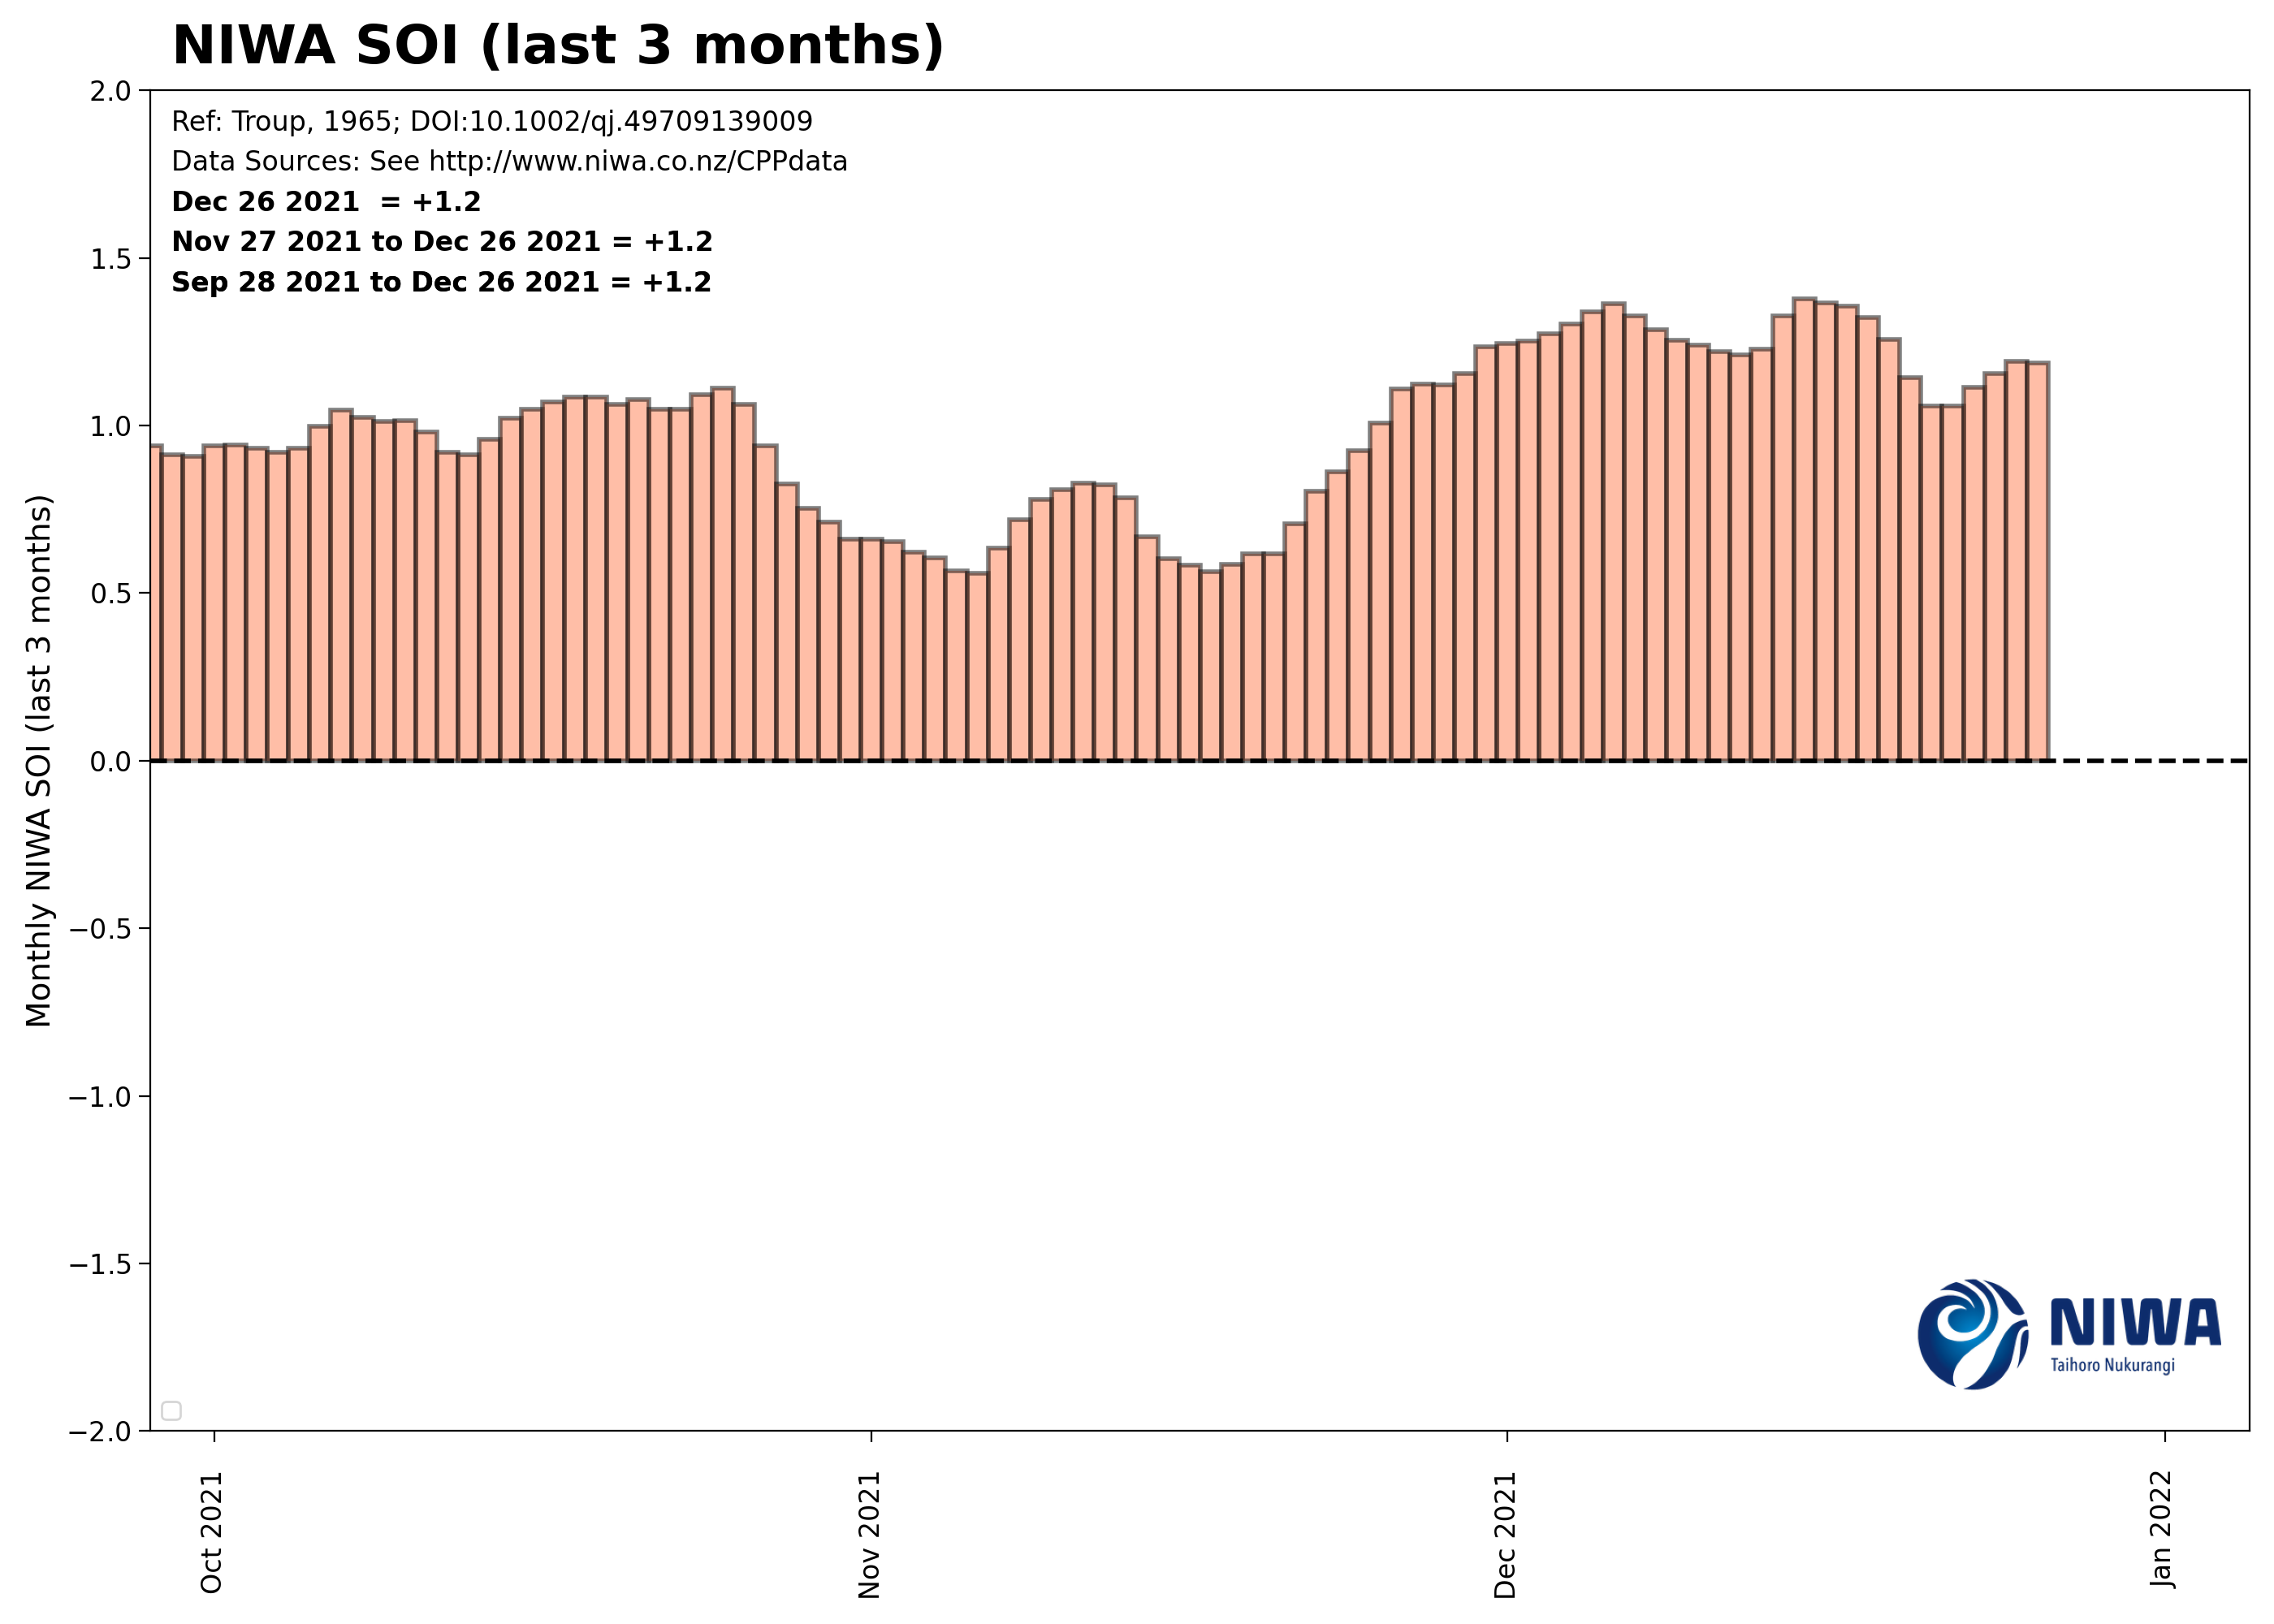 NIWA SOI (last 3 months)
Ref: Troup, 1965; DOI:10.1002/qj.49709139009
Data Sources: See http://www.niwa.co.nz/CPPdata
Dec 26 2021  = +1.2
Nov 27 2021 to Dec 26 2021 = +1.2
Sep 28 2021 to Dec 26 2021 = +1.2
Monthly NIWA SOI (last 3 months)
2.0
1.5
1.0
0.5
0.0
−0.5
−1.0
−1.5
−2.0
NIWA
Taihoro Nukurangi
Oct 2021
Nov 2021
Dec 2021
Jan 2022